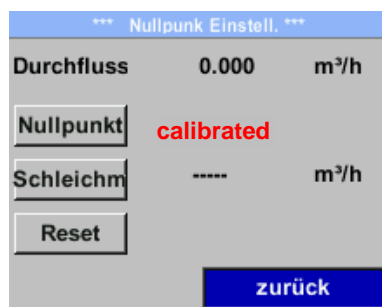 *** Nullpunk Einstell. ***
Durchfluss 0.000 m³/h
Nullpunkt calibrated
Schleichm ----- m³/h
Reset
zurück